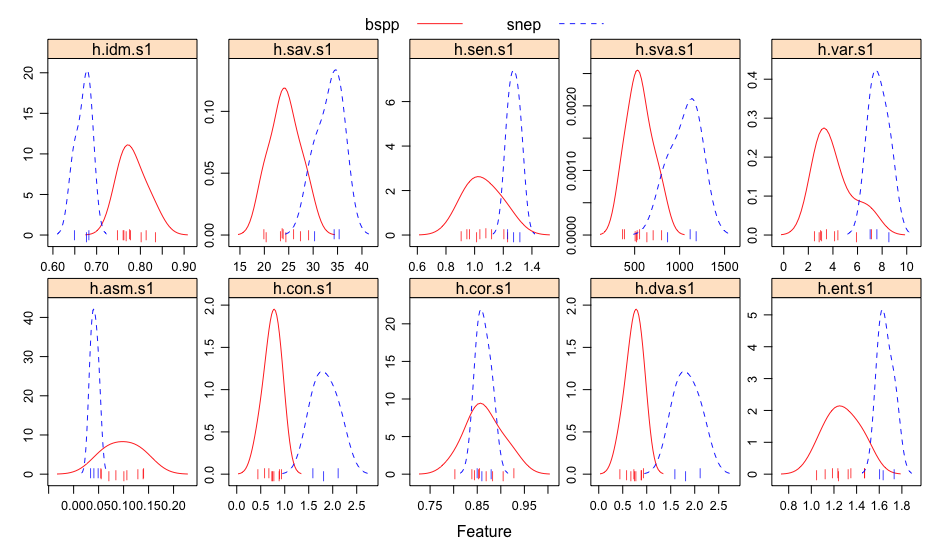 bspp snep
h.idm.s1 h.sav.s1 h.sen.s1 h.sva.s1 h.var.s1
0 5 10 15 20
0.60 0.70 0.80 0.90
0.00 0.05 0.10
15 20 25 30 35 40
0 2 4 6
0.6 0.8 1.0 1.2 1.4
0.0000 0.0010 0.0020
500 1000 1500
0.0 0.1 0.2 0.3 0.4
0 2 4 6 8 10
h.asm.s1 h.con.s1 h.cor.s1 h.dva.s1 h.ent.s1
0 10 20 30 40
0.00 0.05 0.10 0.15 0.20
0.0 0.5 1.0 1.5 2.0
0.0 0.5 1.0 1.5 2.0 2.5
0 5 10 15 20
0.75 0.85 0.95
0.0 0.5 1.0 1.5 2.0
0.0 0.5 1.0 1.5 2.0 2.5
0 1 2 3 4 5
0.8 1.0 1.2 1.4 1.6 1.8
Feature